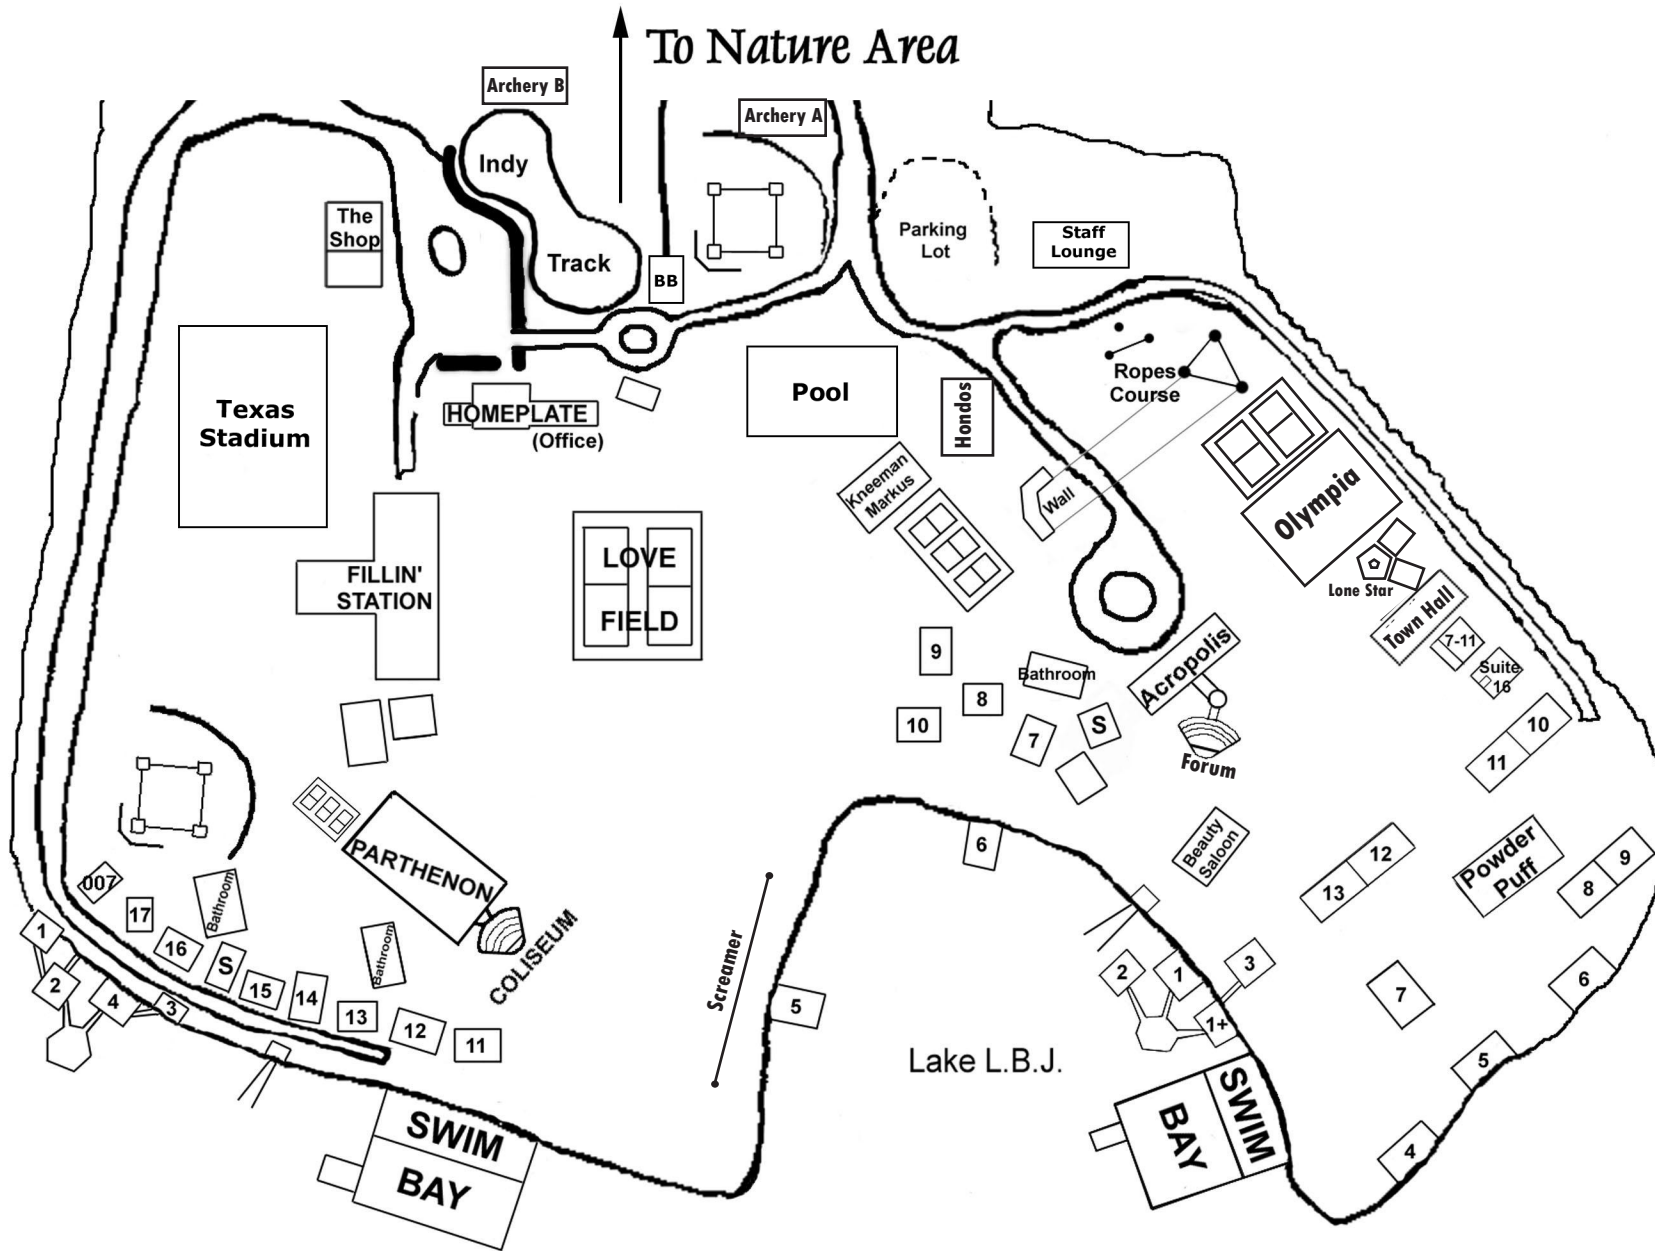 To Nature Area
Archery B
Archery A
Indy
Track
The
Shop
BB
Parking
Lot
Staff
Lounge
Texas
Stadium
HOMEPLATE
(Office)
Pool
Hondos
Ropes
Course
Kneeman
Markus
Wall
Olympia
Lone Star
Town Hall
7-11
Suite
16
FILLIN'
STATION
LOVE
FIELD
9
8
10
7
Bathroom
S
Acropolis
Forum
10
11
PARTHENON
COLISEUM
007
17
Bathroom
16
S
15
14
13
Bathroom
12
11
1
2
4
3
SWIM
BAY
Screamer
6
5
Lake L.B.J.
Beauty
Saloon
12
13
Powder
Puff
9
8
2
1
3
1+
7
6
5
4
SWIM
BAY